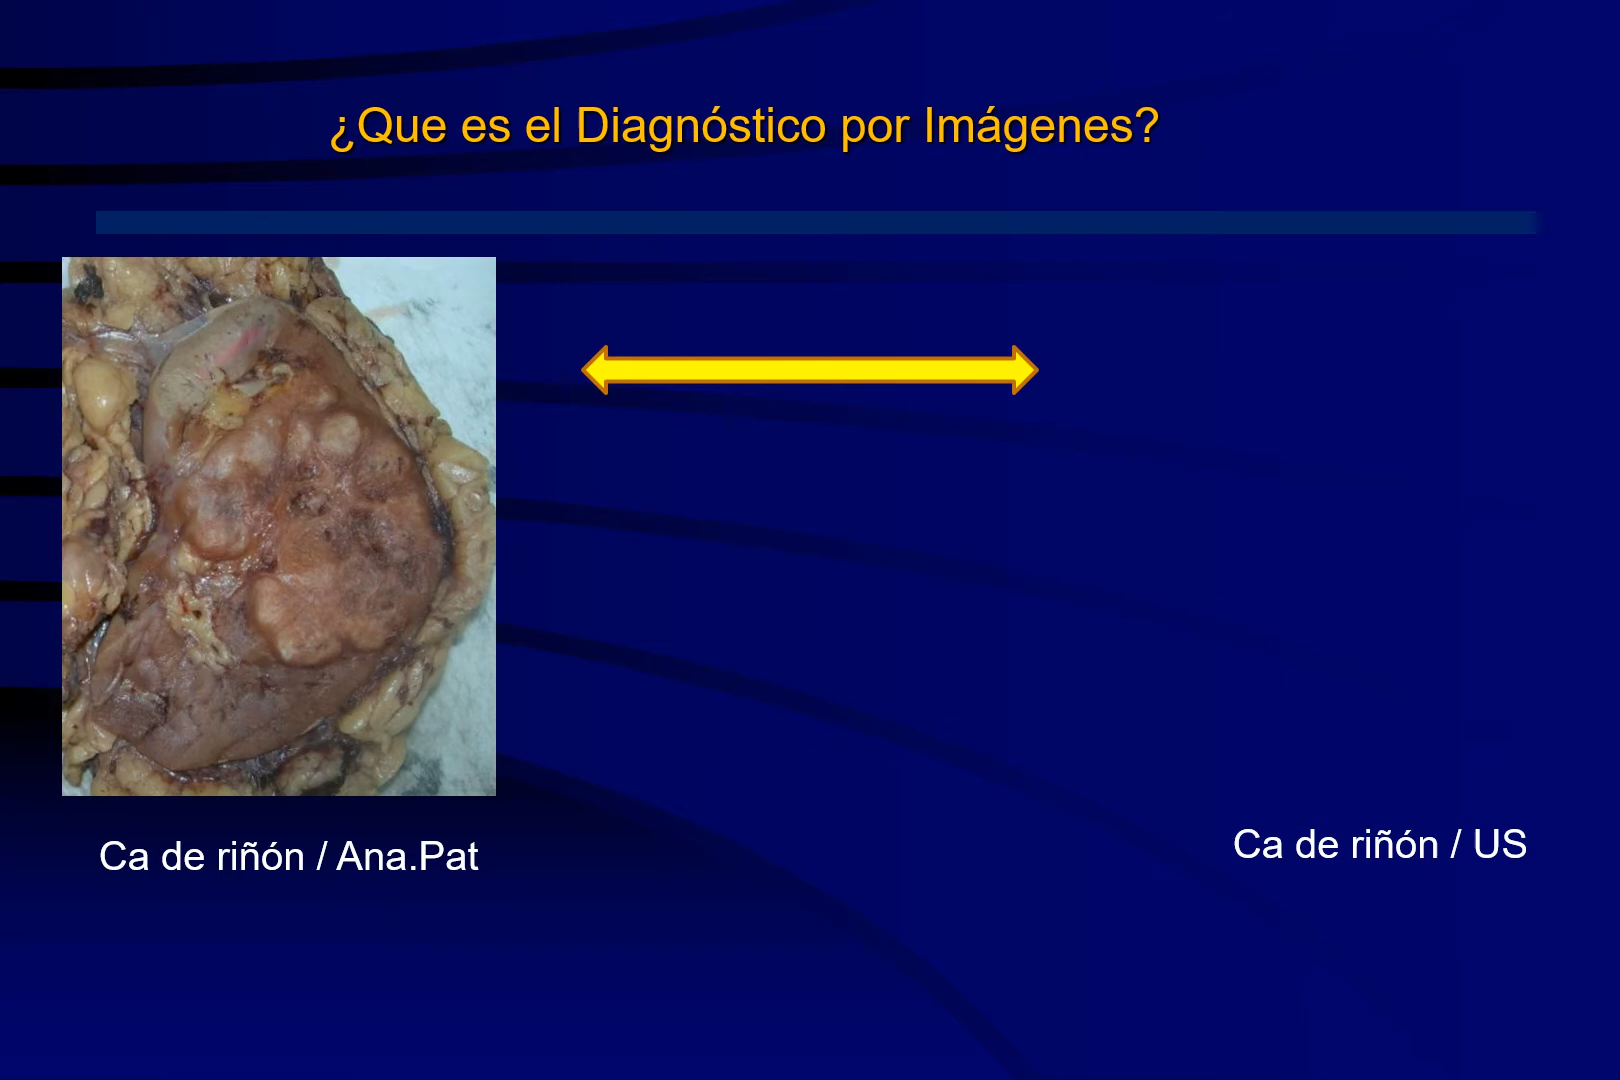 ¿Que es el Diagnóstico por Imágenes?
Ca de riñón / Ana.Pat
Ca de riñón / US